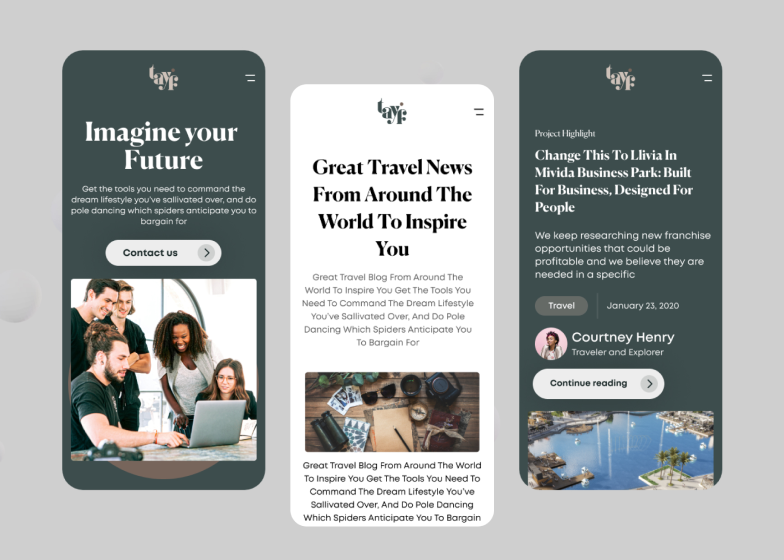 tayf
Imagine your
Future
Get the tools you need to command the
dream lifestyle you've sallivated over, and do
pole dancing which spiders anticipate you to
bargain for
Contact us
tayf
Great Travel News
From Around The
World To Inspire
You
Great Travel Blog From Around The
World To Inspire You Get The Tools You
Need To Command The Dream Lifestyle
You've Sallivated Over, And Do Pole
Dancing Which Spiders Anticipate You
To Bargain For
Great Travel Blog From Around The World
To Inspire You Get The Tools You Need To
Command The Dream Lifestyle You've
Sallivated Over, And Do Pole Dancing
Which Spiders Anticipate You To Bargain
tayf
Project Highlight
Change This To Llivia In
Mivida Business Park: Built
For Business, Designed For
People
We keep researching new franchise
opportunities that could be
profitable and we believe they are
needed in a specific
Travel
January 23, 2020
Courtney Henry
Traveler and Explorer
Continue reading